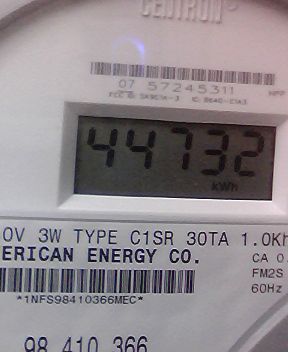 CENTRON
07 57245311
44732
kWh
0V 3W TYPE C1SR 30TA 1.0Kh
ERICAN ENERGY CO.
CA 0.
FM2S
*1NFS98410366MEC*
60Hz
98 410 366